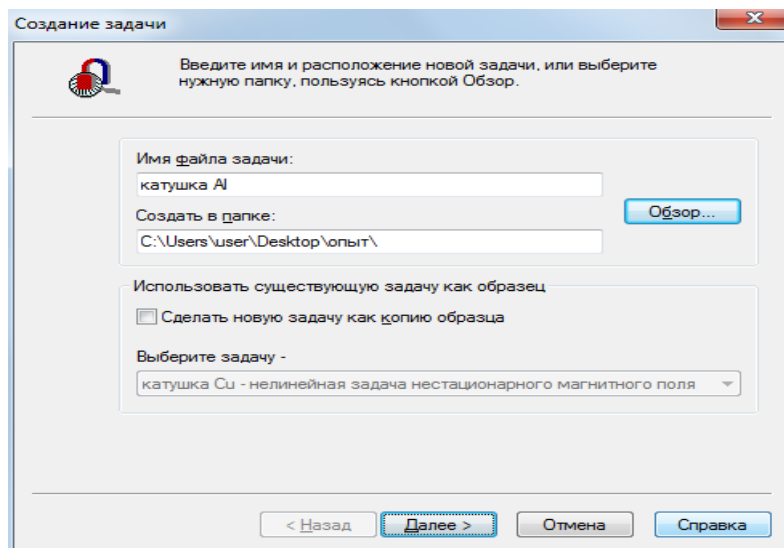 Создание задачи
Введите имя и расположение новой задачи, или выберите
нужную папку, пользуясь кнопкой Обзор.
Имя файла задачи:
катушка Al
Создать в папке:
Обзор...
C:\Users\user\Desktop\опыт\
Использовать существующую задачу как образец
Сделать новую задачу как копию образца
Выберите задачу -
катушка Cu - нелинейная задача нестационарного магнитного поля
< Назад
Далее >
Отмена
Справка